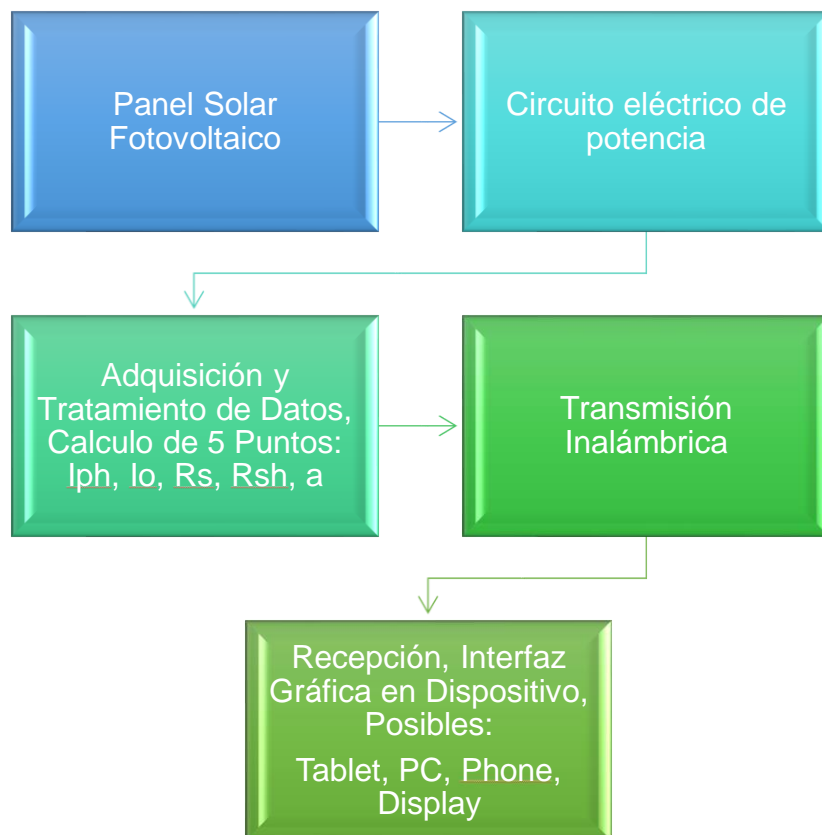 Panel Solar
Fotovoltaico
Circuito eléctrico de
potencia
Adquisición y
Tratamiento de Datos,
Calculo de 5 Puntos:
Iph, Io, Rs, Rsh, a
Transmisión
Inalámbrica
Recepción, Interfaz
Gráfica en Dispositivo,
Posibles:
Tablet, PC, Phone,
Display